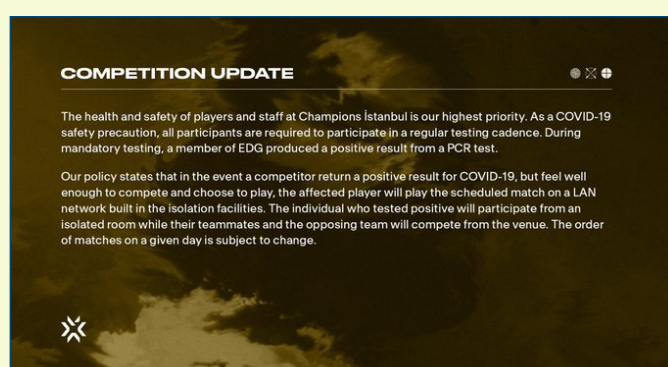 COMPETITION UPDATE
The health and safety of players and staff at Champions İstanbul is our highest priority. As a COVID-19
safety precaution, all participants are required to participate in a regular testing cadence. During
mandatory testing, a member of EDG produced a positive result from a PCR test.
Our policy states that in the event a competitor return a positive result for COVID-19, but feel well
enough to compete and choose to play, the affected player will play the scheduled match on a LAN
network built in the isolation facilities. The individual who tested positive will participate from an
isolated room while their teammates and the opposing team will compete from the venue. The order
of matches on a given day is subject to change.